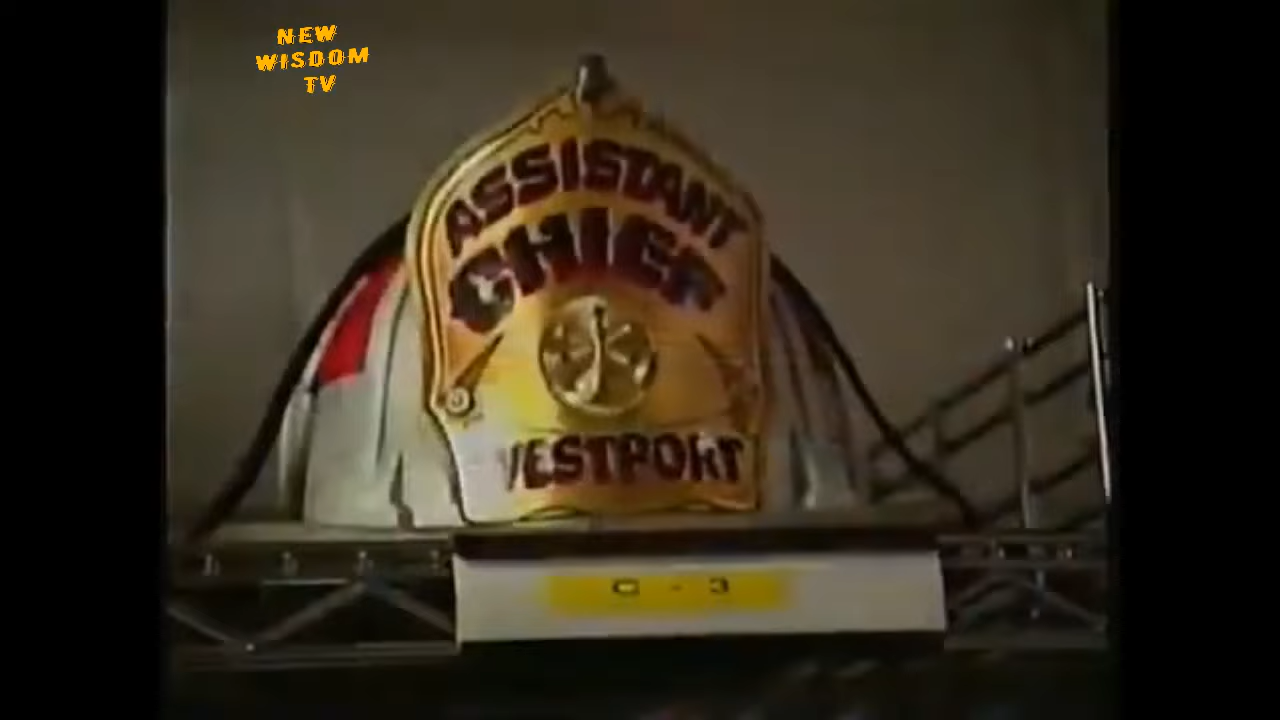 NEW
WISDOM
TV
ASSISTANT
CHIEF
WESTPORT
C - 3